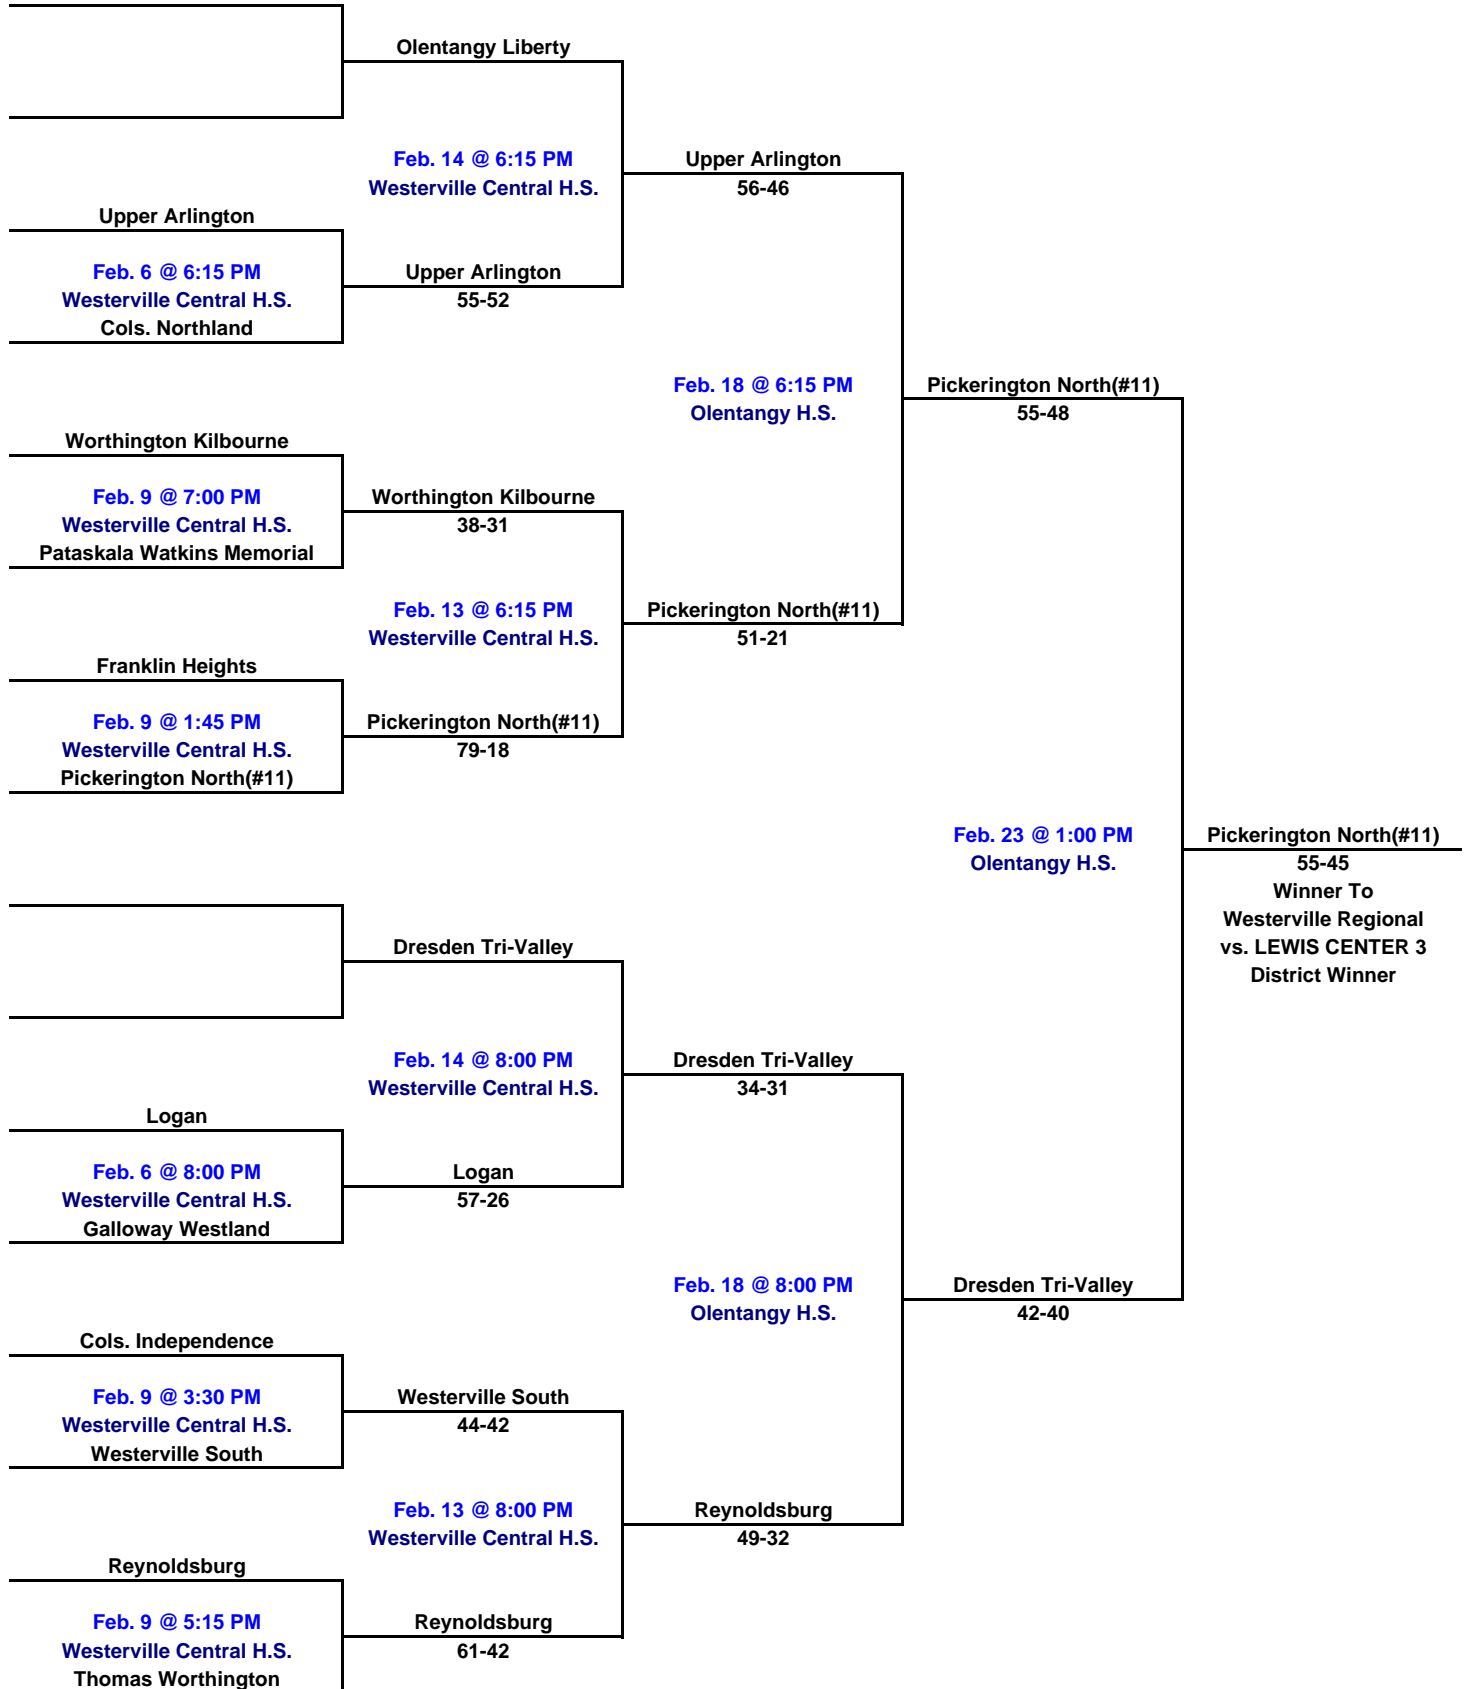 Olentangy Liberty
Feb. 14 @ 6:15 PM
Westerville Central H.S.
Upper Arlington
56-46
Upper Arlington
Feb. 6 @ 6:15 PM
Westerville Central H.S.
Cols. Northland
Upper Arlington
55-52
Feb. 18 @ 6:15 PM
Olentangy H.S.
Pickerington North(#11)
55-48
Worthington Kilbourne
Feb. 9 @ 7:00 PM
Westerville Central H.S.
Pataskala Watkins Memorial
Worthington Kilbourne
38-31
Feb. 13 @ 6:15 PM
Westerville Central H.S.
Pickerington North(#11)
51-21
Franklin Heights
Feb. 9 @ 1:45 PM
Westerville Central H.S.
Pickerington North(#11)
Pickerington North(#11)
79-18
Feb. 23 @ 1:00 PM
Olentangy H.S.
Pickerington North(#11)
55-45
Winner To
Westerville Regional
vs. LEWIS CENTER 3
District Winner
Dresden Tri-Valley
Feb. 14 @ 8:00 PM
Westerville Central H.S.
Dresden Tri-Valley
34-31
Logan
Feb. 6 @ 8:00 PM
Westerville Central H.S.
Galloway Westland
Logan
57-26
Feb. 18 @ 8:00 PM
Olentangy H.S.
Dresden Tri-Valley
42-40
Cols. Independence
Feb. 9 @ 3:30 PM
Westerville Central H.S.
Westerville South
Westerville South
44-42
Feb. 13 @ 8:00 PM
Westerville Central H.S.
Reynoldsburg
49-32
Reynoldsburg
Feb. 9 @ 5:15 PM
Westerville Central H.S.
Thomas Worthington
Reynoldsburg
61-42